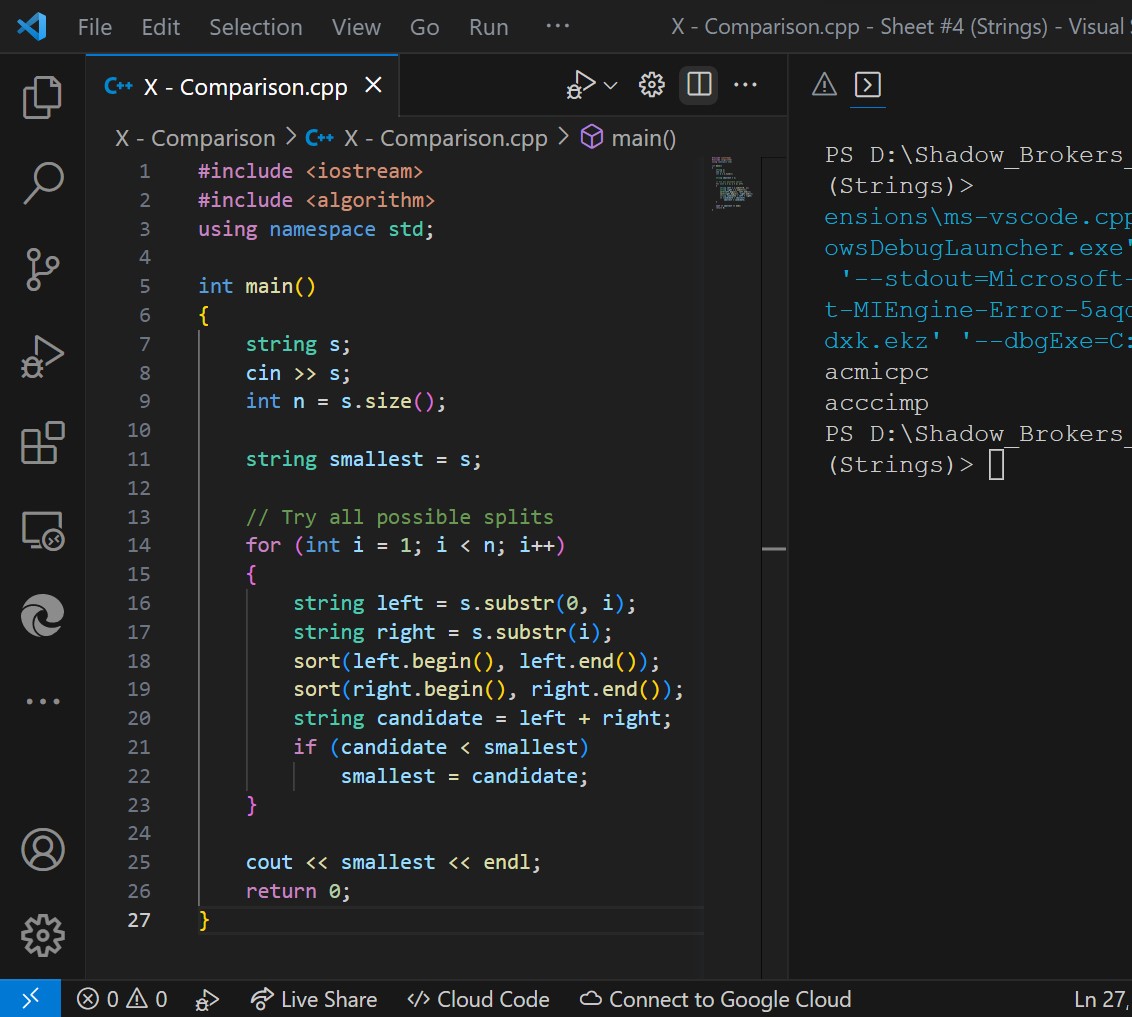 File Edit Selection View Go Run ··· X - Comparison.cpp - Sheet #4 (Strings) - Visual
C++ X - Comparison.cpp
X - Comparison > C++ X - Comparison.cpp > main()
1 #include <iostream>
2 #include <algorithm>
3 using namespace std;
4
5 int main()
6 {
7 string s;
8 cin >> s;
9 int n = s.size();
10
11 string smallest = s;
12
13 // Try all possible splits
14 for (int i = 1; i < n; i++)
15 {
16 string left = s.substr(0, i);
17 string right = s.substr(i);
18 sort(left.begin(), left.end());
19 sort(right.begin(), right.end());
20 string candidate = left + right;
21 if (candidate < smallest)
22 smallest = candidate;
23 }
24
25 cout << smallest << endl;
26 return 0;
27 }
PS D:\Shadow_Brokers_
(Strings)>
ensions\ms-vscode.cpp
owsDebugLauncher.exe'
'--stdout=Microsoft-
t-MIEngine-Error-5aqo
dxk.ekz' '--dbgExe=C:
acmicpc
acccimp
PS D:\Shadow_Brokers_
(Strings)>
0 0 Live Share Cloud Code Connect to Google Cloud Ln 27,